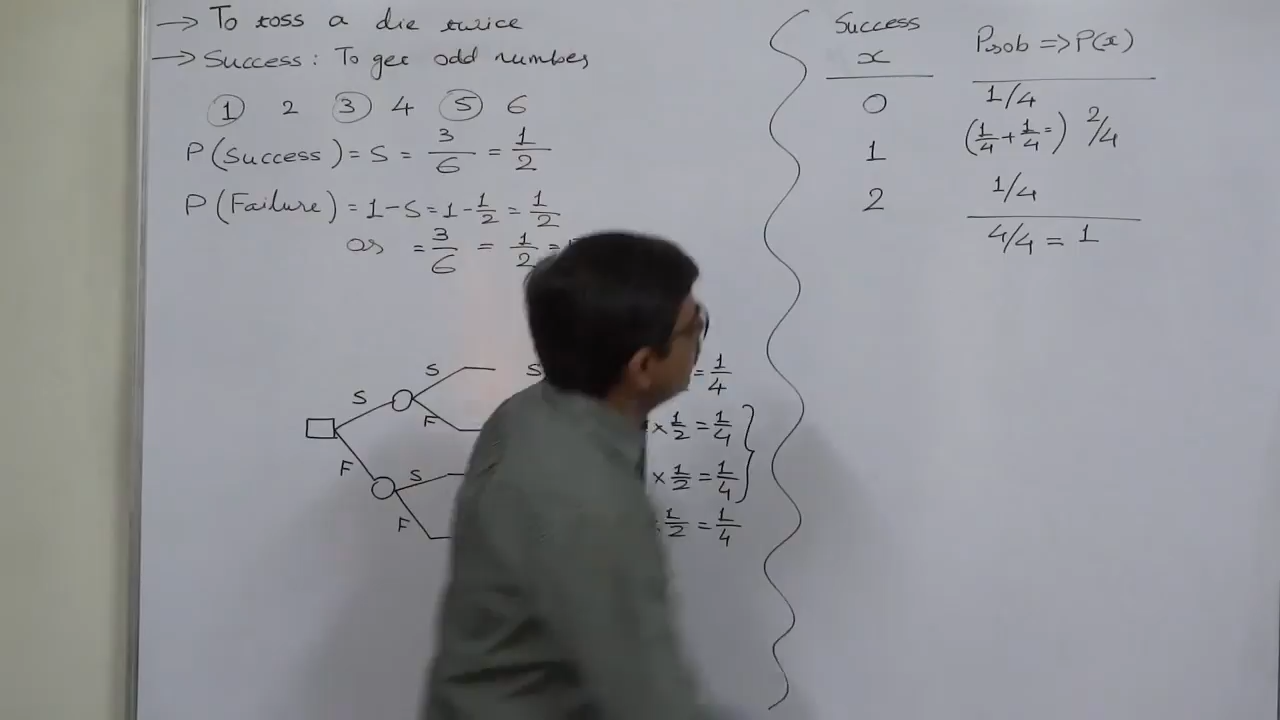 → To toss a die twice
→ Success: To get odd number
1 2 3 4 5 6
P(Success) = S = 3/6 = 1/2
P(Failure) = 1-S = 1-1/2 = 1/2
or = 3/6 = 1/2 =
S
S
F
F
S
F
S
= 1/4
× 1/2 = 1/4
× 1/2 = 1/4
1/2 = 1/4
Success
x
Prob => P(x)
0 1/4
1 (1/4 + 1/4 =) 2/4
2 1/4
4/4 = 1